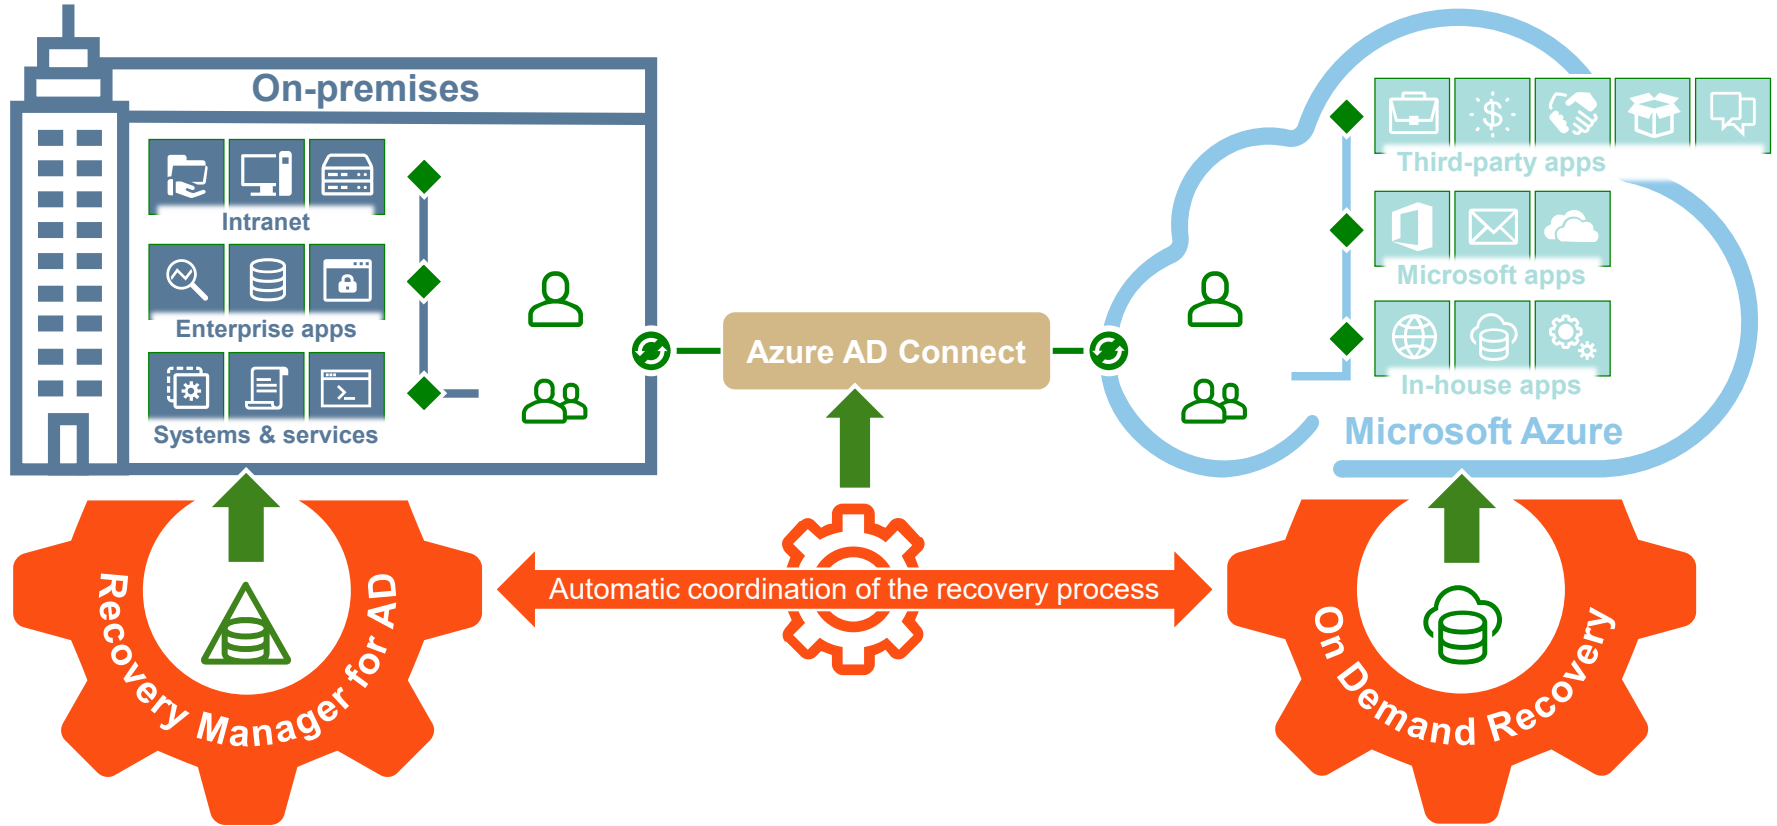 On-premises
Intranet
Enterprise apps
Systems & services
Azure AD Connect
Third-party apps
Microsoft apps
In-house apps
Microsoft Azure
Automatic coordination of the recovery process
Recovery Manager for AD
On Demand Recovery